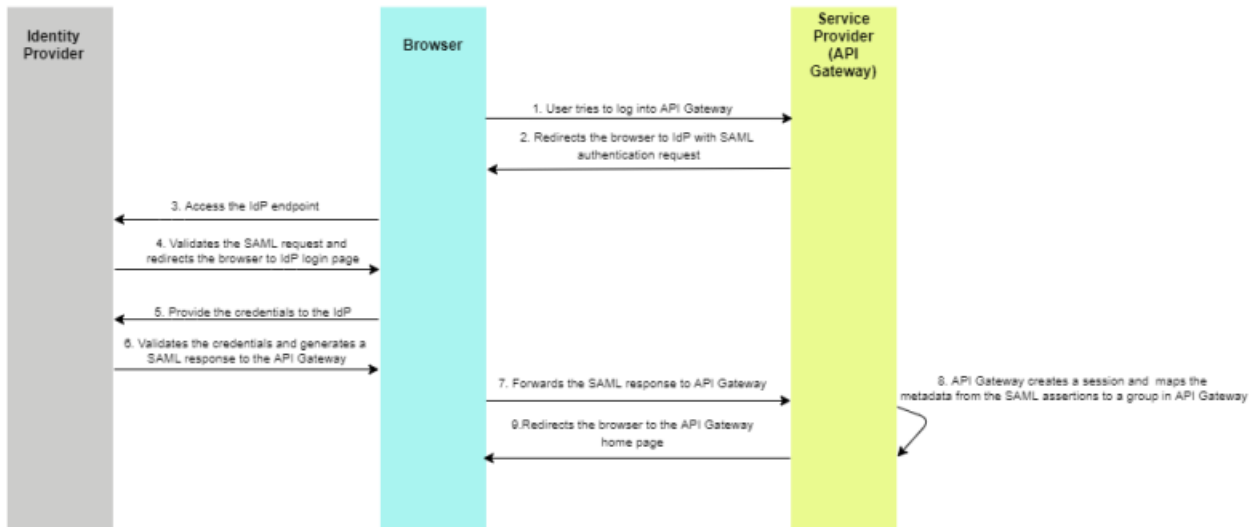 Identity
Provider
Browser
Service
Provider
(API
Gateway)
1. User tries to log into API Gateway
2. Redirects the browser to IdP with SAML
authentication request
3. Access the IdP endpoint
4. Validates the SAML request and
redirects the browser to IdP login page
5. Provide the credentials to the IdP
6. Validates the credentials and generates a
SAML response to the API Gateway
7. Forwards the SAML response to API Gateway
8. API Gateway creates a session and maps the
metadata from the SAML assertions to a group in API Gateway
9.Redirects the browser to the API Gateway
home page